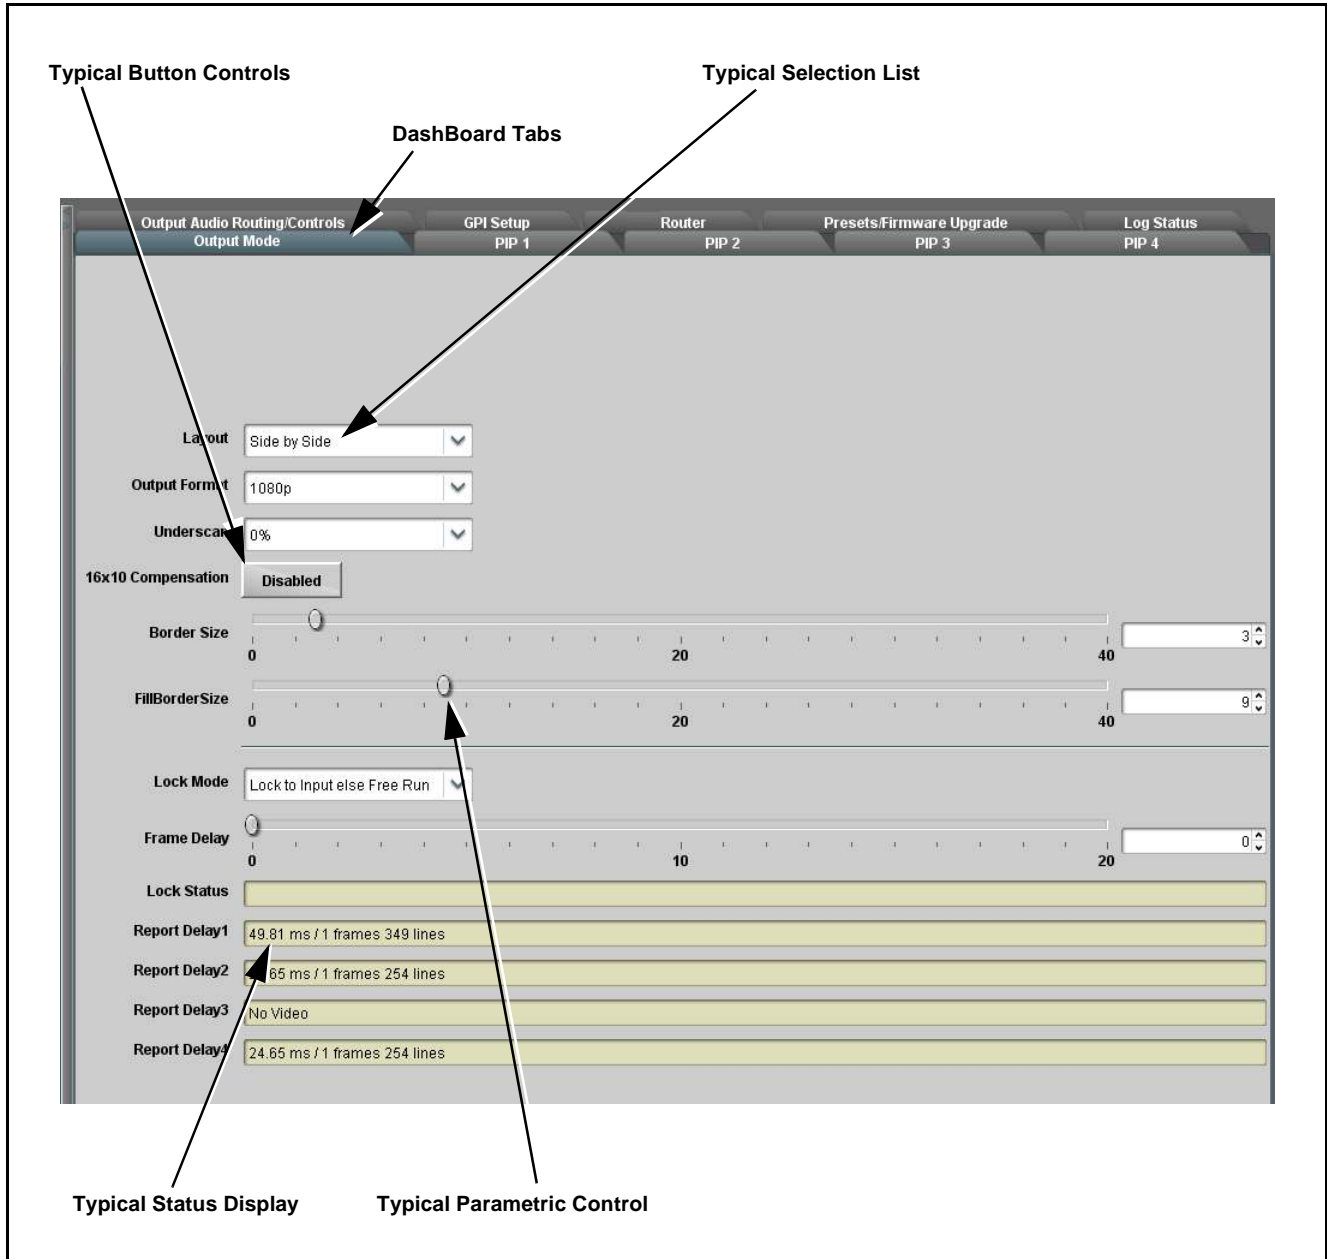 Typical Button Controls
Typical Selection List
DashBoard Tabs
Output Audio Routing/Controls GPI Setup Router Presets/Firmware Upgrade Log Status
Output Mode PIP 1 PIP 2 PIP 3 PIP 4
Layout Side by Side
Output Format 1080p
Underscan 0%
16x10 Compensation Disabled
Border Size 3
0 20 40
FillBorderSize 9
0 20 40
Lock Mode Lock to Input else Free Run
Frame Delay 0
0 10 20
Lock Status
Report Delay1 49.81 ms / 1 frames 349 lines
Report Delay2 65 ms / 1 frames 254 lines
Report Delay3 No Video
Report Delay4 24.65 ms / 1 frames 254 lines
Typical Status Display
Typical Parametric Control